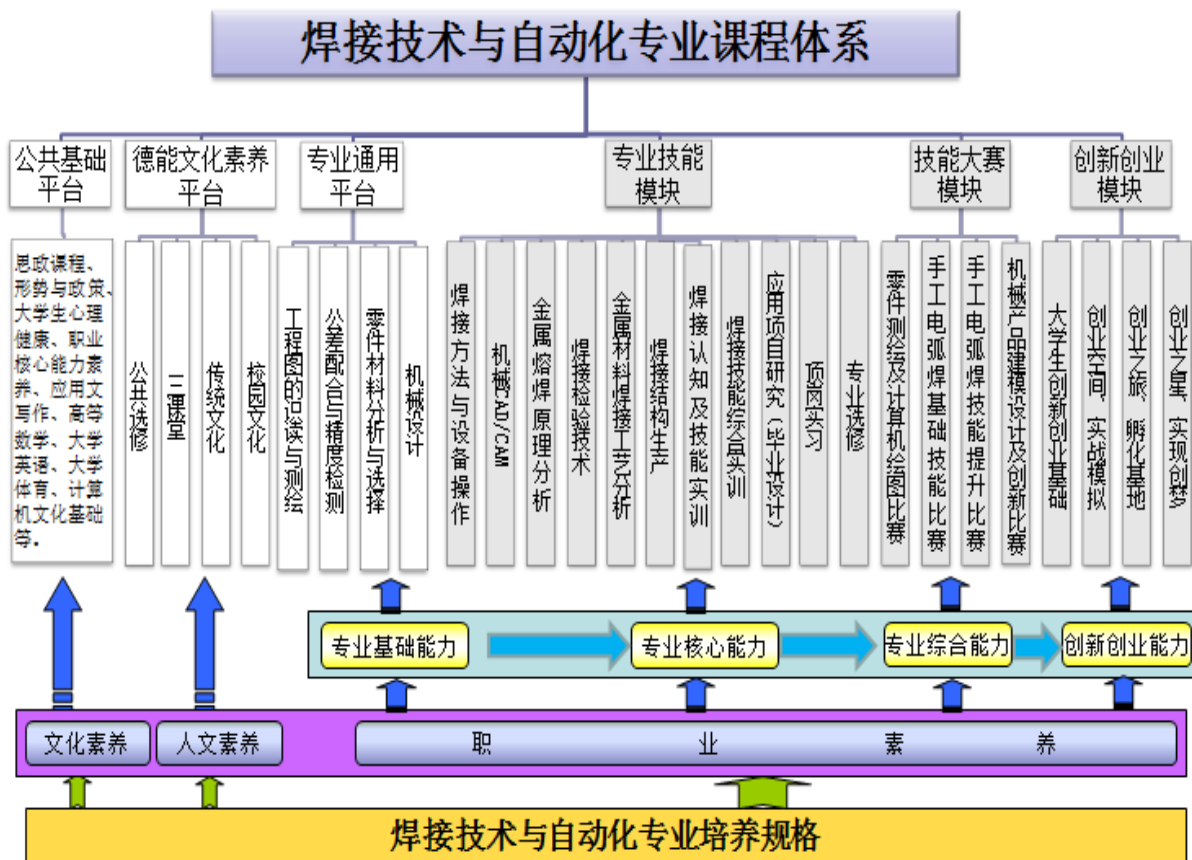 焊接技术与自动化专业课程体系
公共基础
平台
德能文化素养
平台
专业通用
平台
专业技能
模块
技能大赛
模块
创新创业
模块
思政课程、
形势与政策、
大学生心理
健康、职业
核心能力素
养、应用文
写作、高等
数学、大学
英语、大学
体育、计算
机文化基础
等.
公共选修
二课堂
传统文化
校园文化
工程图的识读与测绘
公差配合与精度检测
零件材料分析与选择
机械设计
焊接方法与设备操作
机械CAD/CAM
金属熔焊原理分析
焊接检验技术
金属材料焊接工艺分析
焊接结构生产
焊接认知及技能实训
焊接技能综合实训
应用项目研究（毕业设计）
顶岗实习
专业选修
零件测绘及计算机绘图比赛
手工电弧焊基础技能比赛
手工电弧焊技能提升比赛
机械产品建模设计及创新比赛
大学生创新创业基础
创业空间、实战模拟
创业之旅、孵化基地
创业之星、实现创梦
专业基础能力
专业核心能力
专业综合能力
创新创业能力
文化素养
人文素养
职业素养
焊接技术与自动化专业培养规格